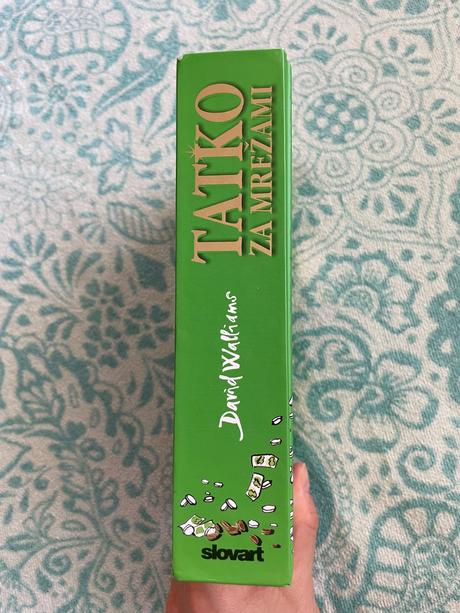 TATKO
ZA MREŽAMI
David Walliams
slovart